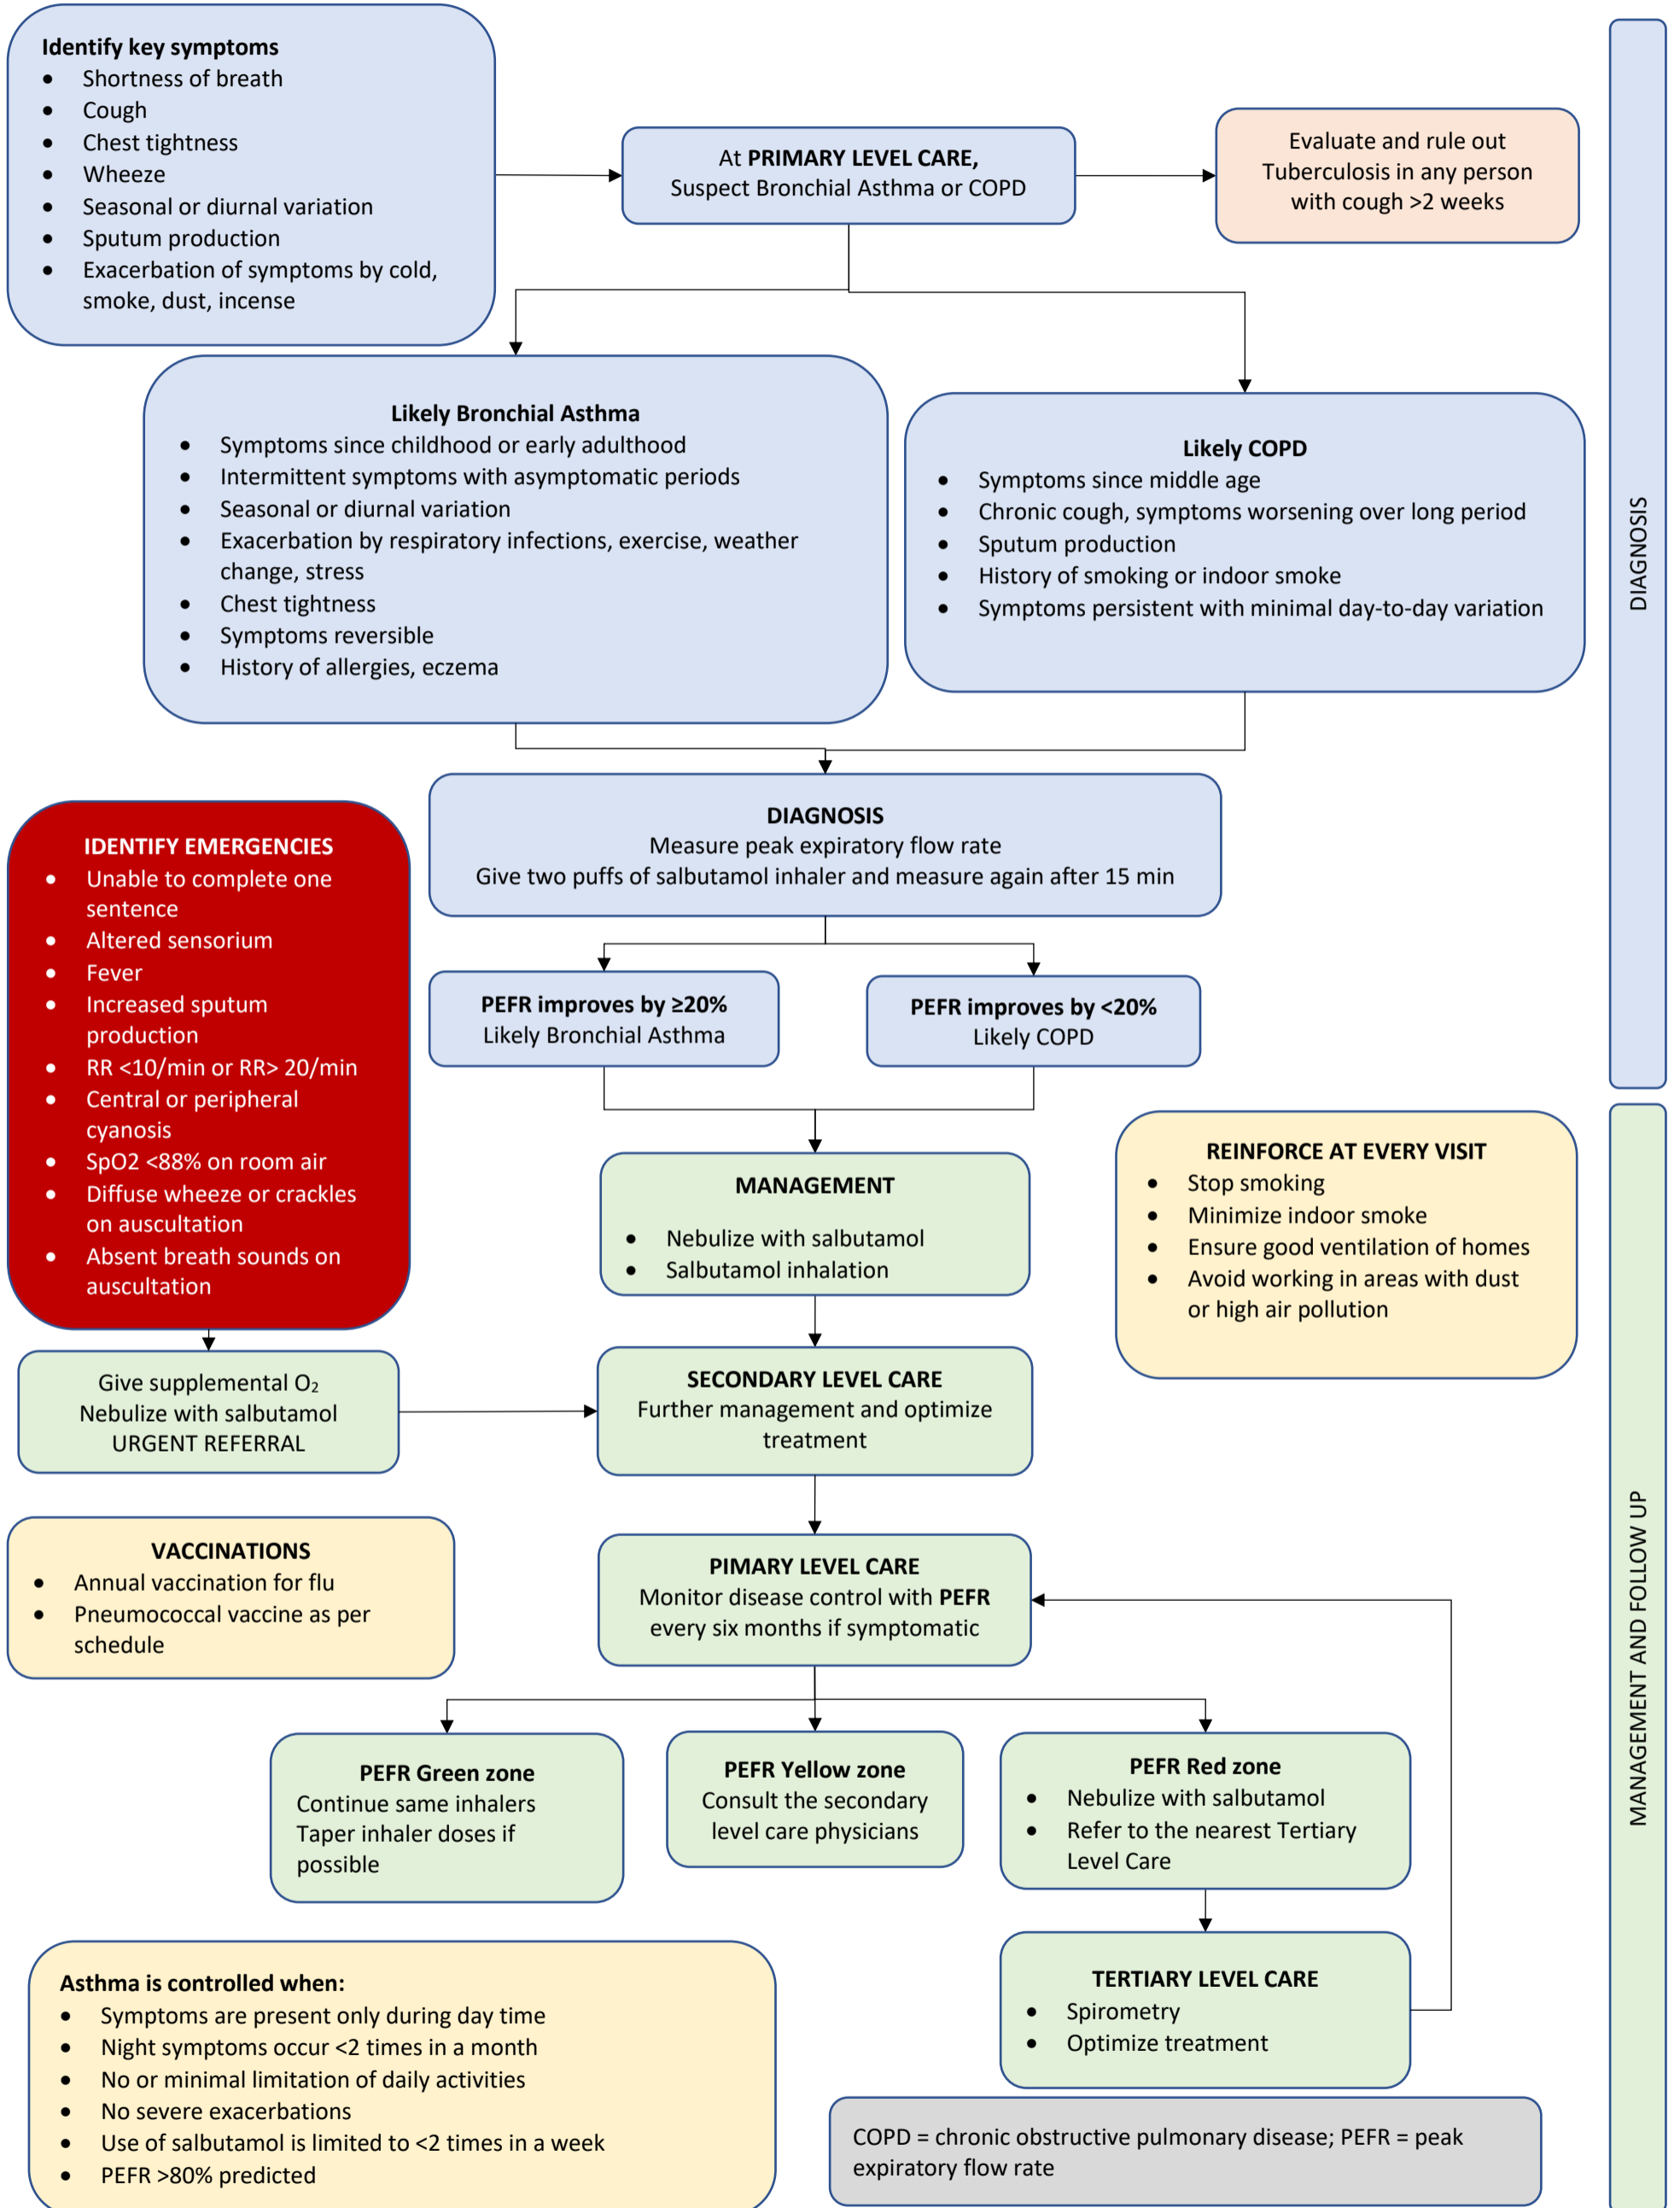 Identify key symptoms
• Shortness of breath
• Cough
• Chest tightness
• Wheeze
• Seasonal or diurnal variation
• Sputum production
• Exacerbation of symptoms by cold,
smoke, dust, incense
At PRIMARY LEVEL CARE,
Suspect Bronchial Asthma or COPD
Evaluate and rule out
Tuberculosis in any person
with cough >2 weeks
Likely Bronchial Asthma
• Symptoms since childhood or early adulthood
• Intermittent symptoms with asymptomatic periods
• Seasonal or diurnal variation
• Exacerbation by respiratory infections, exercise, weather
change, stress
• Chest tightness
• Symptoms reversible
• History of allergies, eczema
Likely COPD
• Symptoms since middle age
• Chronic cough, symptoms worsening over long period
• Sputum production
• History of smoking or indoor smoke
• Symptoms persistent with minimal day-to-day variation
DIAGNOSIS
DIAGNOSIS
Measure peak expiratory flow rate
Give two puffs of salbutamol inhaler and measure again after 15 min
IDENTIFY EMERGENCIES
• Unable to complete one
sentence
• Altered sensorium
• Fever
• Increased sputum
production
• RR <10/min or RR> 20/min
• Central or peripheral
cyanosis
• SpO2 <88% on room air
• Diffuse wheeze or crackles
on auscultation
• Absent breath sounds on
auscultation
PEFR improves by ≥20%
Likely Bronchial Asthma
PEFR improves by <20%
Likely COPD
MANAGEMENT
• Nebulize with salbutamol
• Salbutamol inhalation
REINFORCE AT EVERY VISIT
• Stop smoking
• Minimize indoor smoke
• Ensure good ventilation of homes
• Avoid working in areas with dust
or high air pollution
Give supplemental O₂
Nebulize with salbutamol
URGENT REFERRAL
SECONDARY LEVEL CARE
Further management and optimize
treatment
VACCINATIONS
• Annual vaccination for flu
• Pneumococcal vaccine as per
schedule
PIMARY LEVEL CARE
Monitor disease control with PEFR
every six months if symptomatic
MANAGEMENT AND FOLLOW UP
PEFR Green zone
Continue same inhalers
Taper inhaler doses if
possible
PEFR Yellow zone
Consult the secondary
level care physicians
PEFR Red zone
• Nebulize with salbutamol
• Refer to the nearest Tertiary
Level Care
TERTIARY LEVEL CARE
• Spirometry
• Optimize treatment
Asthma is controlled when:
• Symptoms are present only during day time
• Night symptoms occur <2 times in a month
• No or minimal limitation of daily activities
• No severe exacerbations
• Use of salbutamol is limited to <2 times in a week
• PEFR >80% predicted
COPD = chronic obstructive pulmonary disease; PEFR = peak
expiratory flow rate